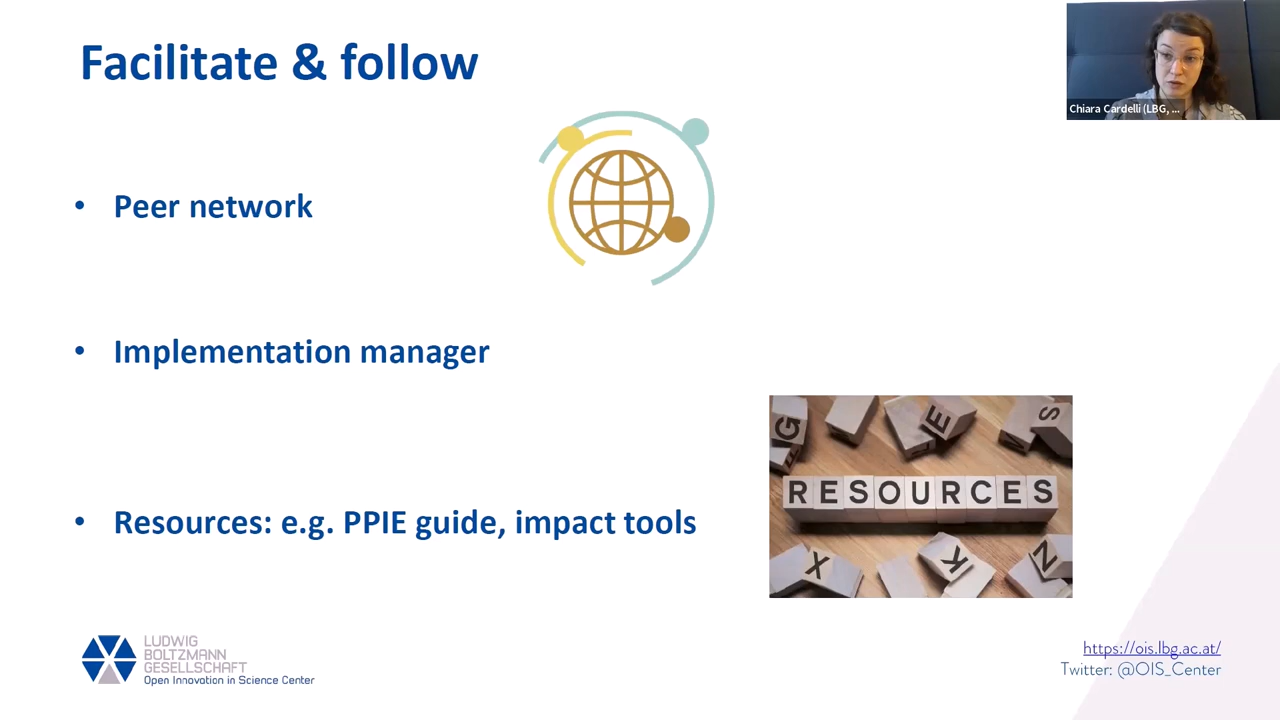 Facilitate & follow
Chiara Cardelli (LBG, ...
• Peer network
• Implementation manager
• Resources: e.g. PPIE guide, impact tools
G
E
S
RESOURCES
X
K
N
LUDWIG
BOLTZMANN
GESELLSCHAFT
Open Innovation in Science Center
https://ois.lbg.ac.at/
Twitter: @OIS_Center